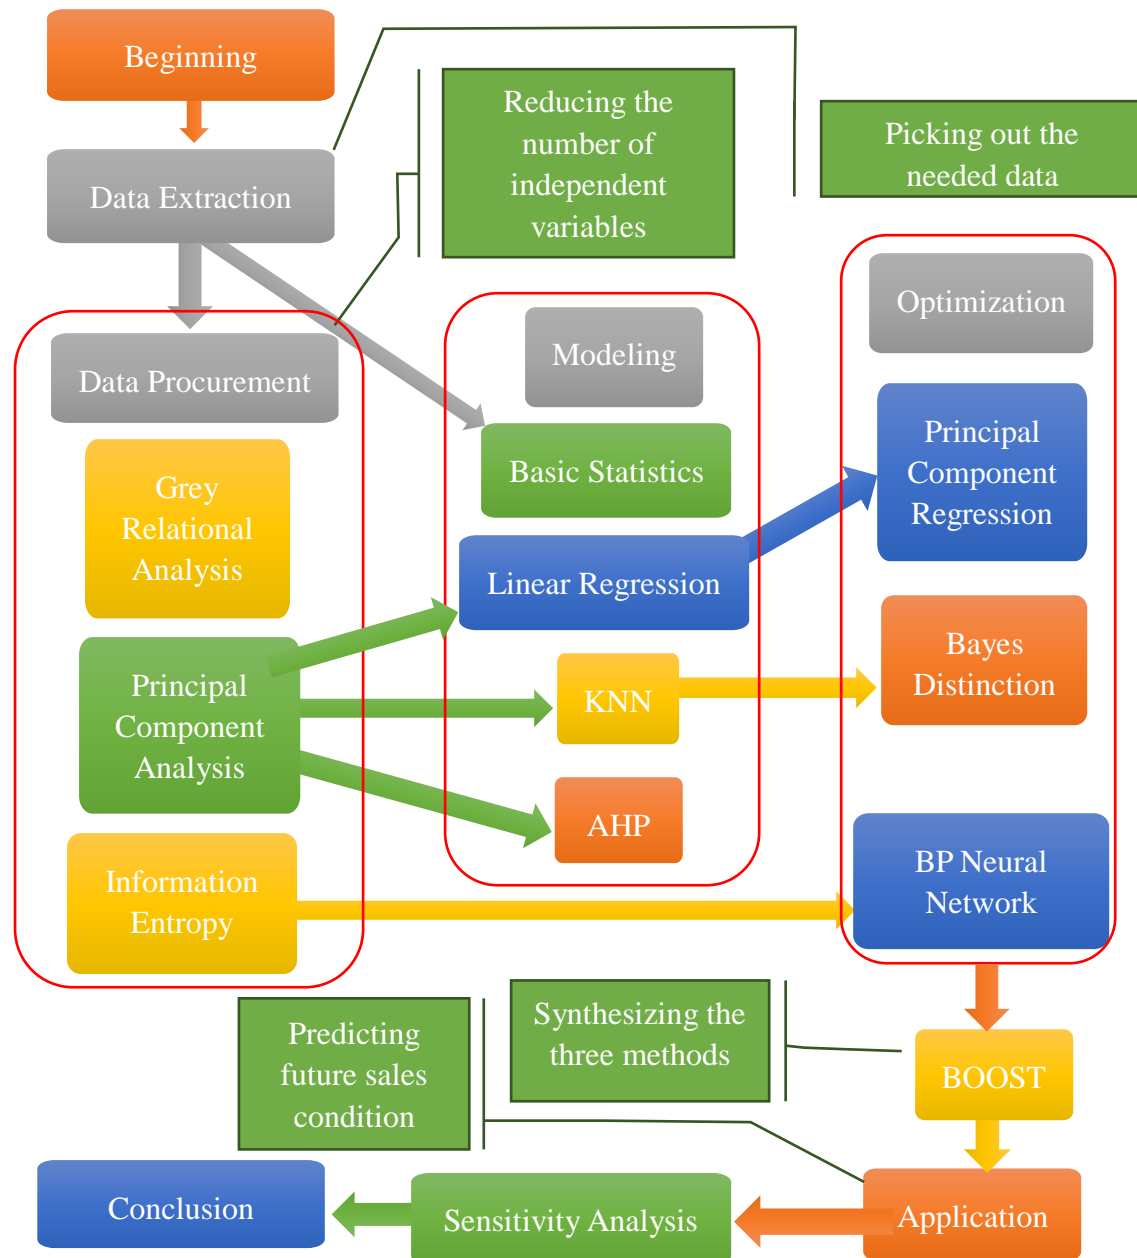 Beginning
Reducing the
number of
independent
variables
Picking out the
needed data
Data Extraction
Optimization
Modeling
Data Procurement
Principal
Component
Regression
Basic Statistics
Grey
Relational
Analysis
Linear Regression
Bayes
Distinction
Principal
Component
Analysis
KNN
AHP
BP Neural
Network
Information
Entropy
Synthesizing the
three methods
Predicting
future sales
condition
BOOST
Conclusion
Sensitivity Analysis
Application